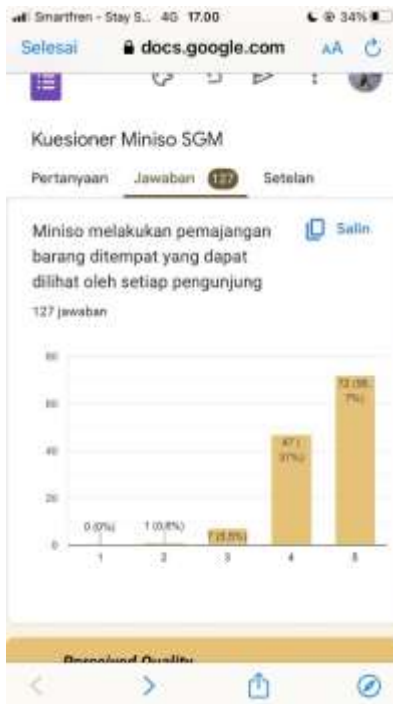 Smartfren - Stay S... 4G 17.00 34%
Selesai docs.google.com AA
Kuesioner Miniso SGM
Pertanyaan Jawaban 127 Setelan
Miniso melakukan pemajangan Salin
barang ditempat yang dapat
dilihat oleh setiap pengunjung
127 jawaban
80
60
40
20
0
0 (0%)
1 (0,8%)
7 (5,5%)
47 (
37%)
72 (56,
7%)
1 2 3 4 5
Perceived Quality